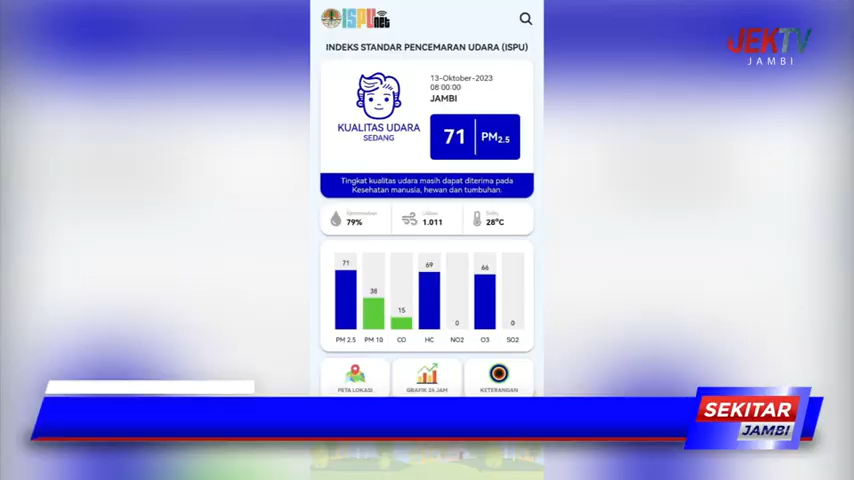 ISPUnet
JEKTV
JAMBI
INDEKS STANDAR PENCEMARAN UDARA (ISPU)
13-Oktober-2023
08:00:00
JAMBI
KUALITAS UDARA
SEDANG
71 PM2.5
Tingkat kualitas udara masih dapat diterima pada
Kesehatan manusia, hewan dan tumbuhan.
79%
1.011
Suhu
28°C
71
38
15
69
0
66
0
PM 2.5 PM 10 CO HC NO2 O3 SO2
PETA LOKASI GRAFIK 24 JAM KETERANGAN
SEKITAR
JAMBI